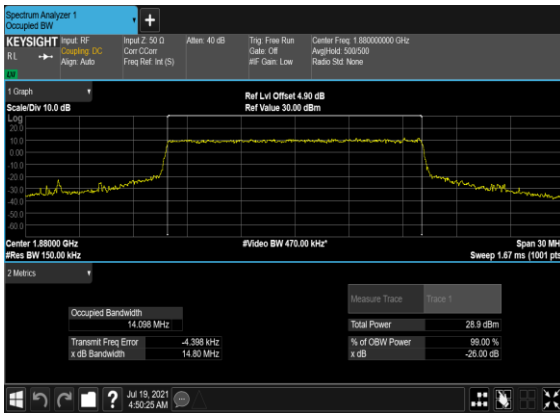 Spectrum Analyzer 1
Occupied BW
KEYSIGHT
RL
Input: RF
Coupling: DC
Align: Auto
Input Z: 50 Ω
Corr CCorr
Freq Ref: Int (S)
Atten: 40 dB
Trig: Free Run
Gate: Off
#IF Gain: Low
Center Freq: 1.880000000 GHz
Avg|Hold: 500/500
Radio Std: None
1 Graph
Scale/Div 10.0 dB
Ref Lvl Offset 4.90 dB
Ref Value 30.00 dBm
Log
20.0
10.0
0.00
-10.0
-20.0
-30.0
-40.0
-50.0
-60.0
Center 1.88000 GHz
#Res BW 150.00 kHz
#Video BW 470.00 kHz*
Span 30 MH
Sweep 1.67 ms (1001 pts
2 Metrics
Measure Trace
Trace 1
Occupied Bandwidth
14.098 MHz
Total Power
28.9 dBm
Transmit Freq Error
-4.398 kHz
% of OBW Power
99.00 %
x dB Bandwidth
14.80 MHz
x dB
-26.00 dB
Jul 19, 2021
4:50:25 AM